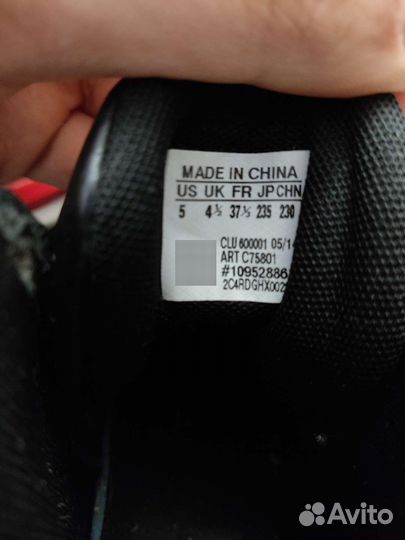 MADE IN CHINA
US UK FR JP CHN
5 4½ 37⅓ 235 230
CLU 600001 05/14
ART C75801
#10952886
2C4RDGHX002
Avito